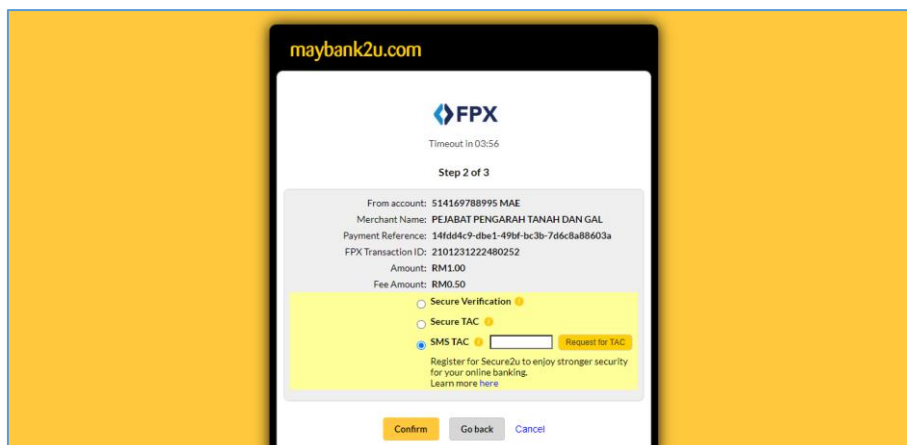 maybank2u.com
FPX
Timeout in 03:56
Step 2 of 3
From account: 514169788995 MAE
Merchant Name: PEJABAT PENGARAH TANAH DAN GAL
Payment Reference: 14fdd4c9-dbe1-49bf-bc3b-7d6c8a88603a
FPX Transaction ID: 2101231222480252
Amount: RM1.00
Fee Amount: RM0.50
Secure Verification
Secure TAC
SMS TAC Request for TAC
Register for Secure2u to enjoy stronger security
for your online banking.
Learn more here
Confirm Go back Cancel